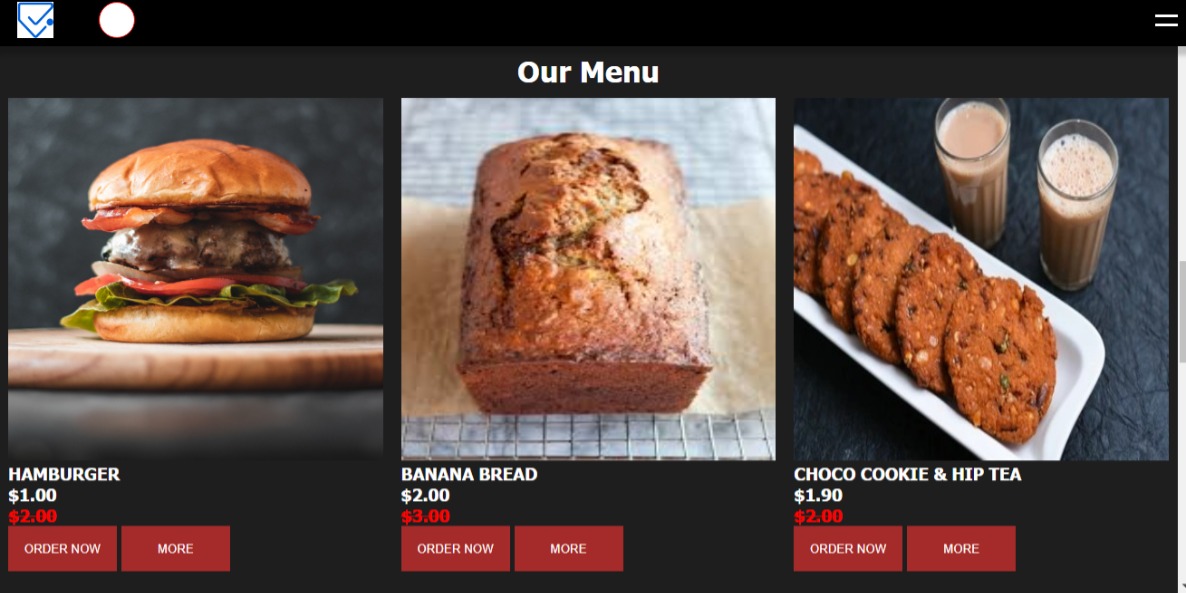 Our Menu
HAMBURGER
$1.00
$2.00
ORDER NOW MORE
BANANA BREAD
$2.00
$3.00
ORDER NOW MORE
CHOCO COOKIE & HIP TEA
$1.90
$2.00
ORDER NOW MORE